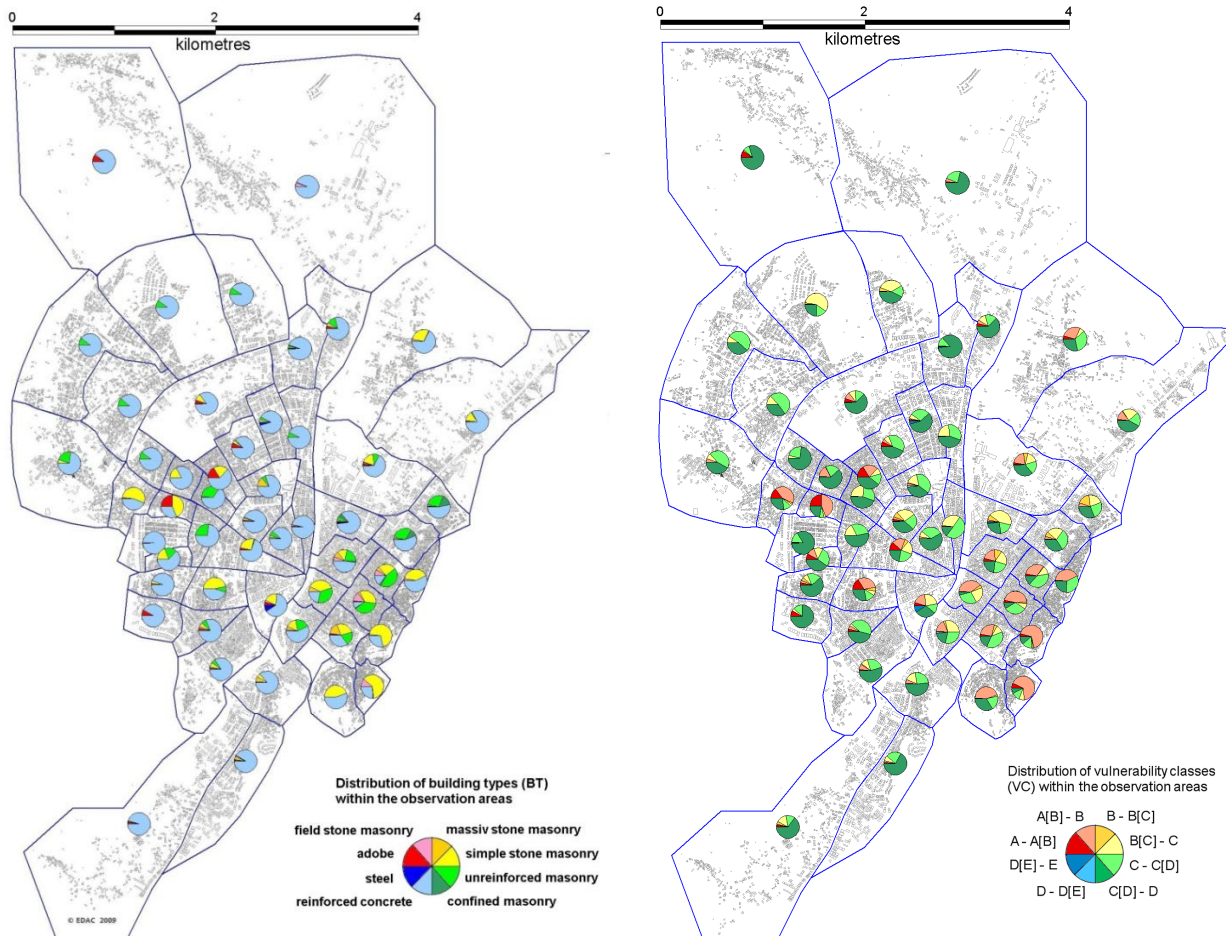 0 2 4
kilometres
0 2 4
kilometres
Distribution of building types (BT)
within the observation areas
field stone masonry massiv stone masonry
adobe simple stone masonry
steel unreinforced masonry
reinforced concrete confined masonry
© EDAC 2009
Distribution of vulnerability classes
(VC) within the observation areas
A[B] - B B - B[C]
A - A[B] B[C] - C
D[E] - E C - C[D]
D - D[E] C[D] - D